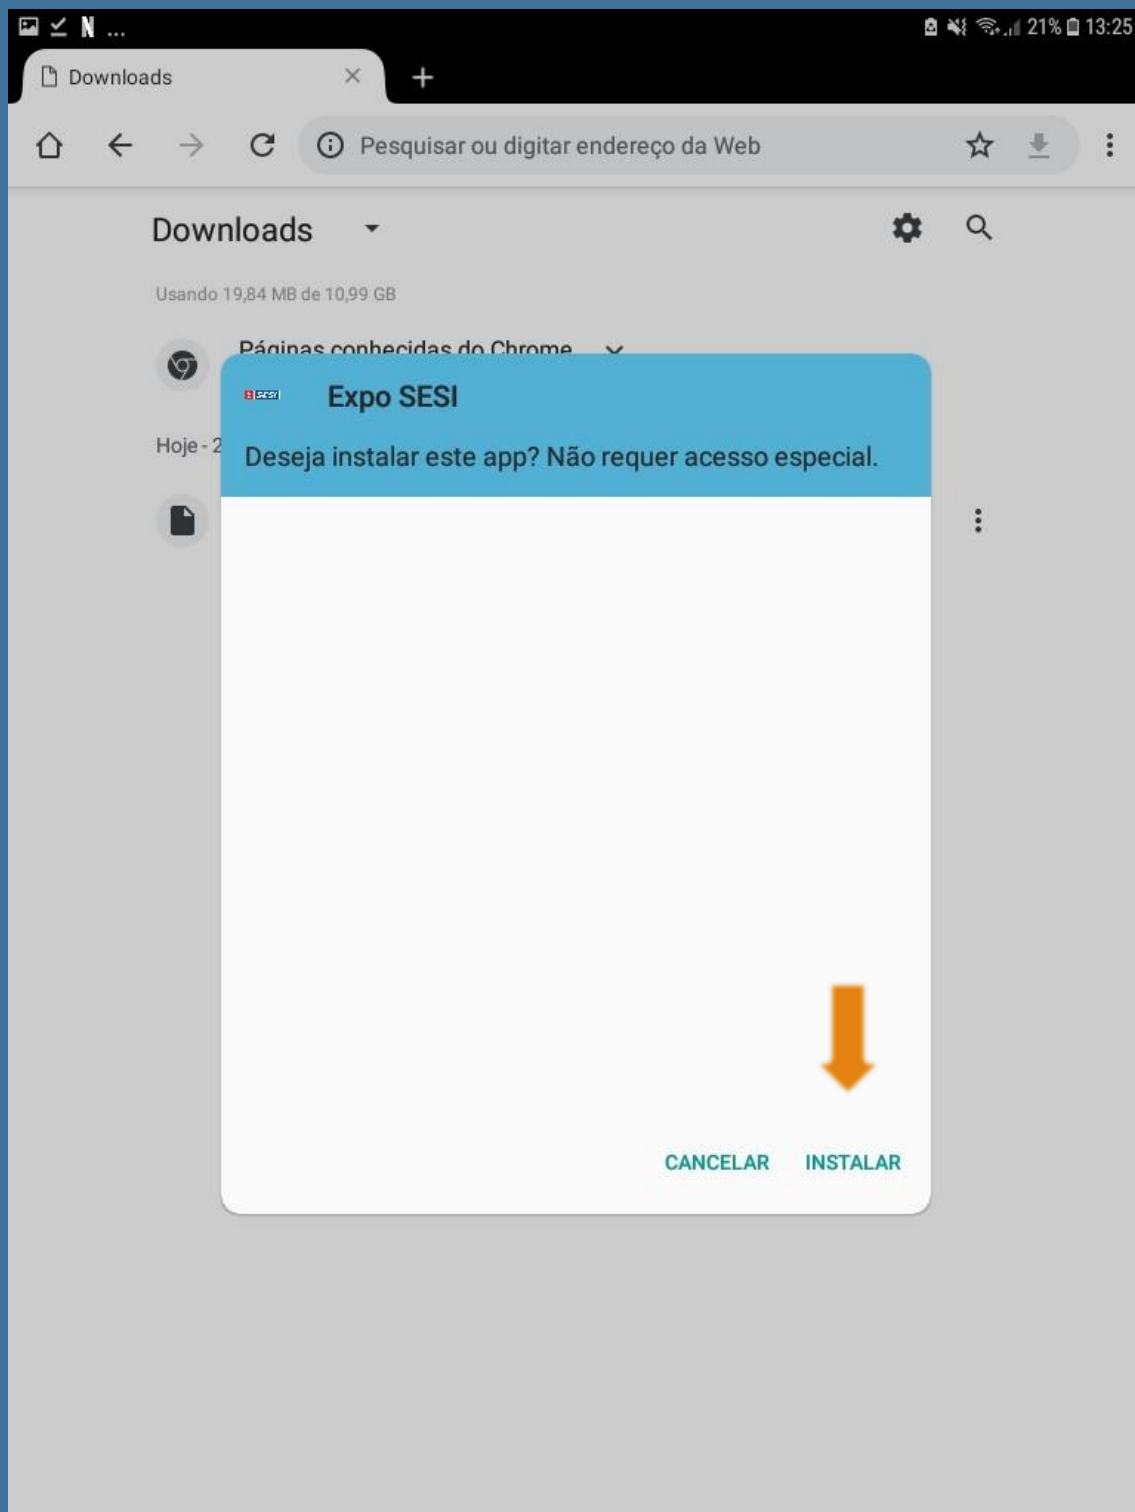 N ...
21% 13:25
Downloads
Pesquisar ou digitar endereço da Web
Downloads
Usando 19,84 MB de 10,99 GB
Páginas conhecidas do Chrome
SESI
Expo SESI
Hoje - 2
Deseja instalar este app? Não requer acesso especial.
CANCELAR INSTALAR